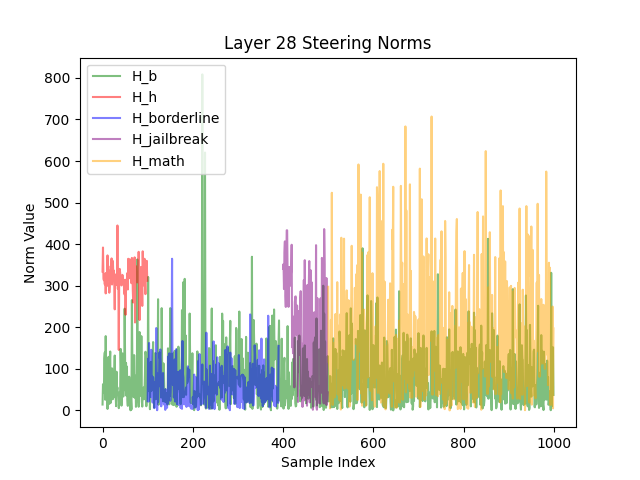 Layer 28 Steering Norms
H_b
H_h
H_borderline
H_jailbreak
H_math
Norm Value
800
700
600
500
400
300
200
100
0
0
200
400
600
800
1000
Sample Index